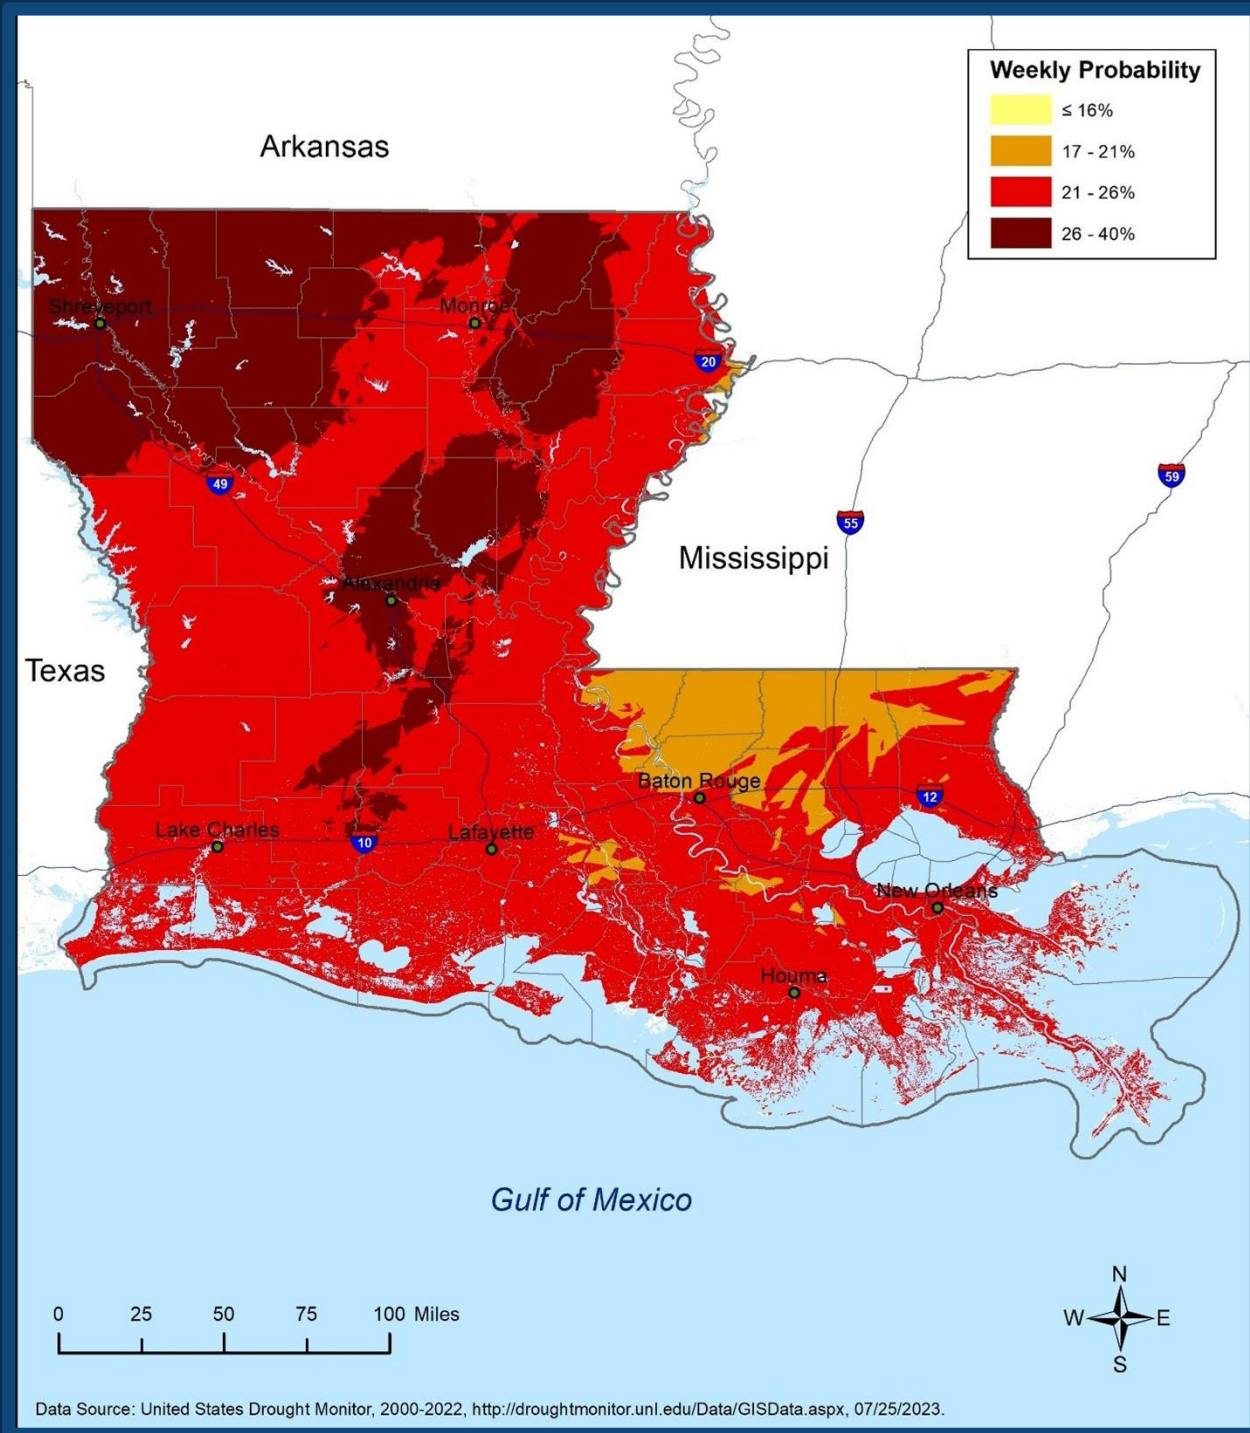 Weekly Probability
≤ 16%
17 - 21%
21 - 26%
26 - 40%
Arkansas
Shreveport
Monroe
20
49
59
55
Mississippi
Alexandria
Texas
Baton Rouge
12
Lake Charles
10
Lafayette
New Orleans
Houma
Gulf of Mexico
N
W E
S
0 25 50 75 100 Miles
Data Source: United States Drought Monitor, 2000-2022, http://droughtmonitor.unl.edu/Data/GISData.aspx, 07/25/2023.